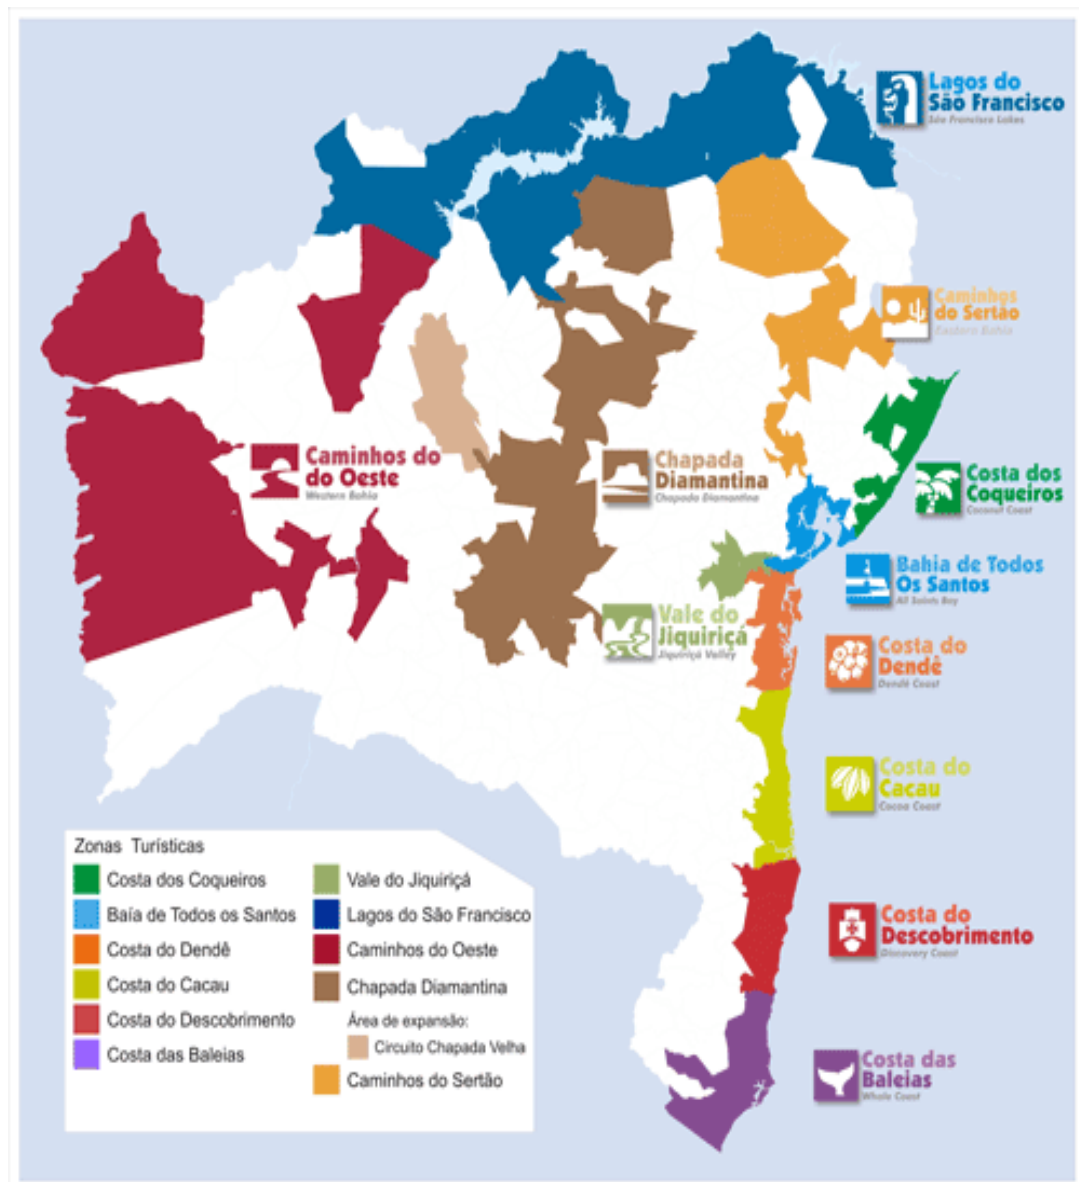 Lagos do
São Francisco
São Francisco Lakes
Caminhos
do Sertão
Eastern Bahia
Caminhos do
do Oeste
Western Bahia
Chapada
Diamantina
Chapada Diamantina
Costa dos
Coqueiros
Coconut Coast
Bahia de Todos
Os Santos
All Saints Bay
Vale do
Jiquiriçá
Jiquiriçá Valley
Costa do
Dendê
Dendê Coast
Costa do
Cacau
Cocoa Coast
Costa do
Descobrimento
Discovery Coast
Costa das
Baleias
Whale Coast
Zonas Turísticas
Costa dos Coqueiros
Baía de Todos os Santos
Costa do Dendê
Costa do Cacau
Costa do Descobrimento
Costa das Baleias
Vale do Jiquiriçá
Lagos do São Francisco
Caminhos do Oeste
Chapada Diamantina
Área de expansão:
Circuito Chapada Velha
Caminhos do Sertão